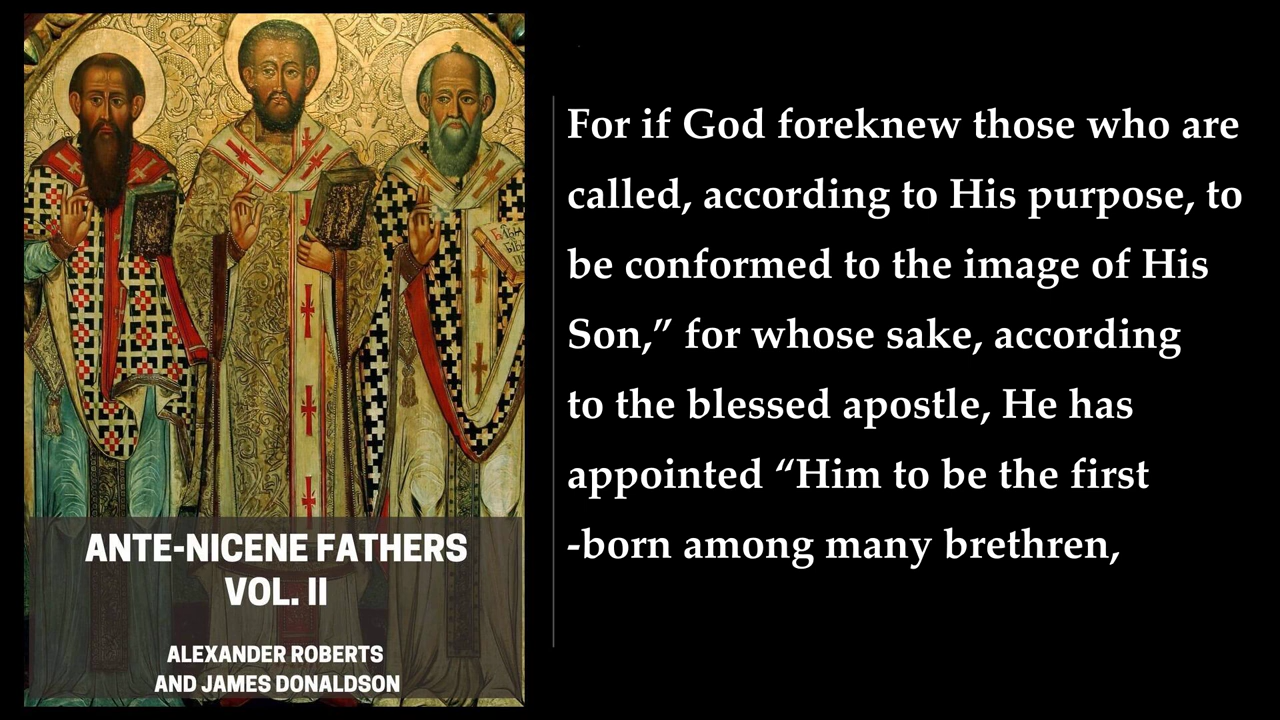 ANTE-NICENE FATHERS
VOL. II
ALEXANDER ROBERTS
AND JAMES DONALDSON
For if God foreknew those who are
called, according to His purpose, to
be conformed to the image of His
Son,” for whose sake, according
to the blessed apostle, He has
appointed “Him to be the first
-born among many brethren,